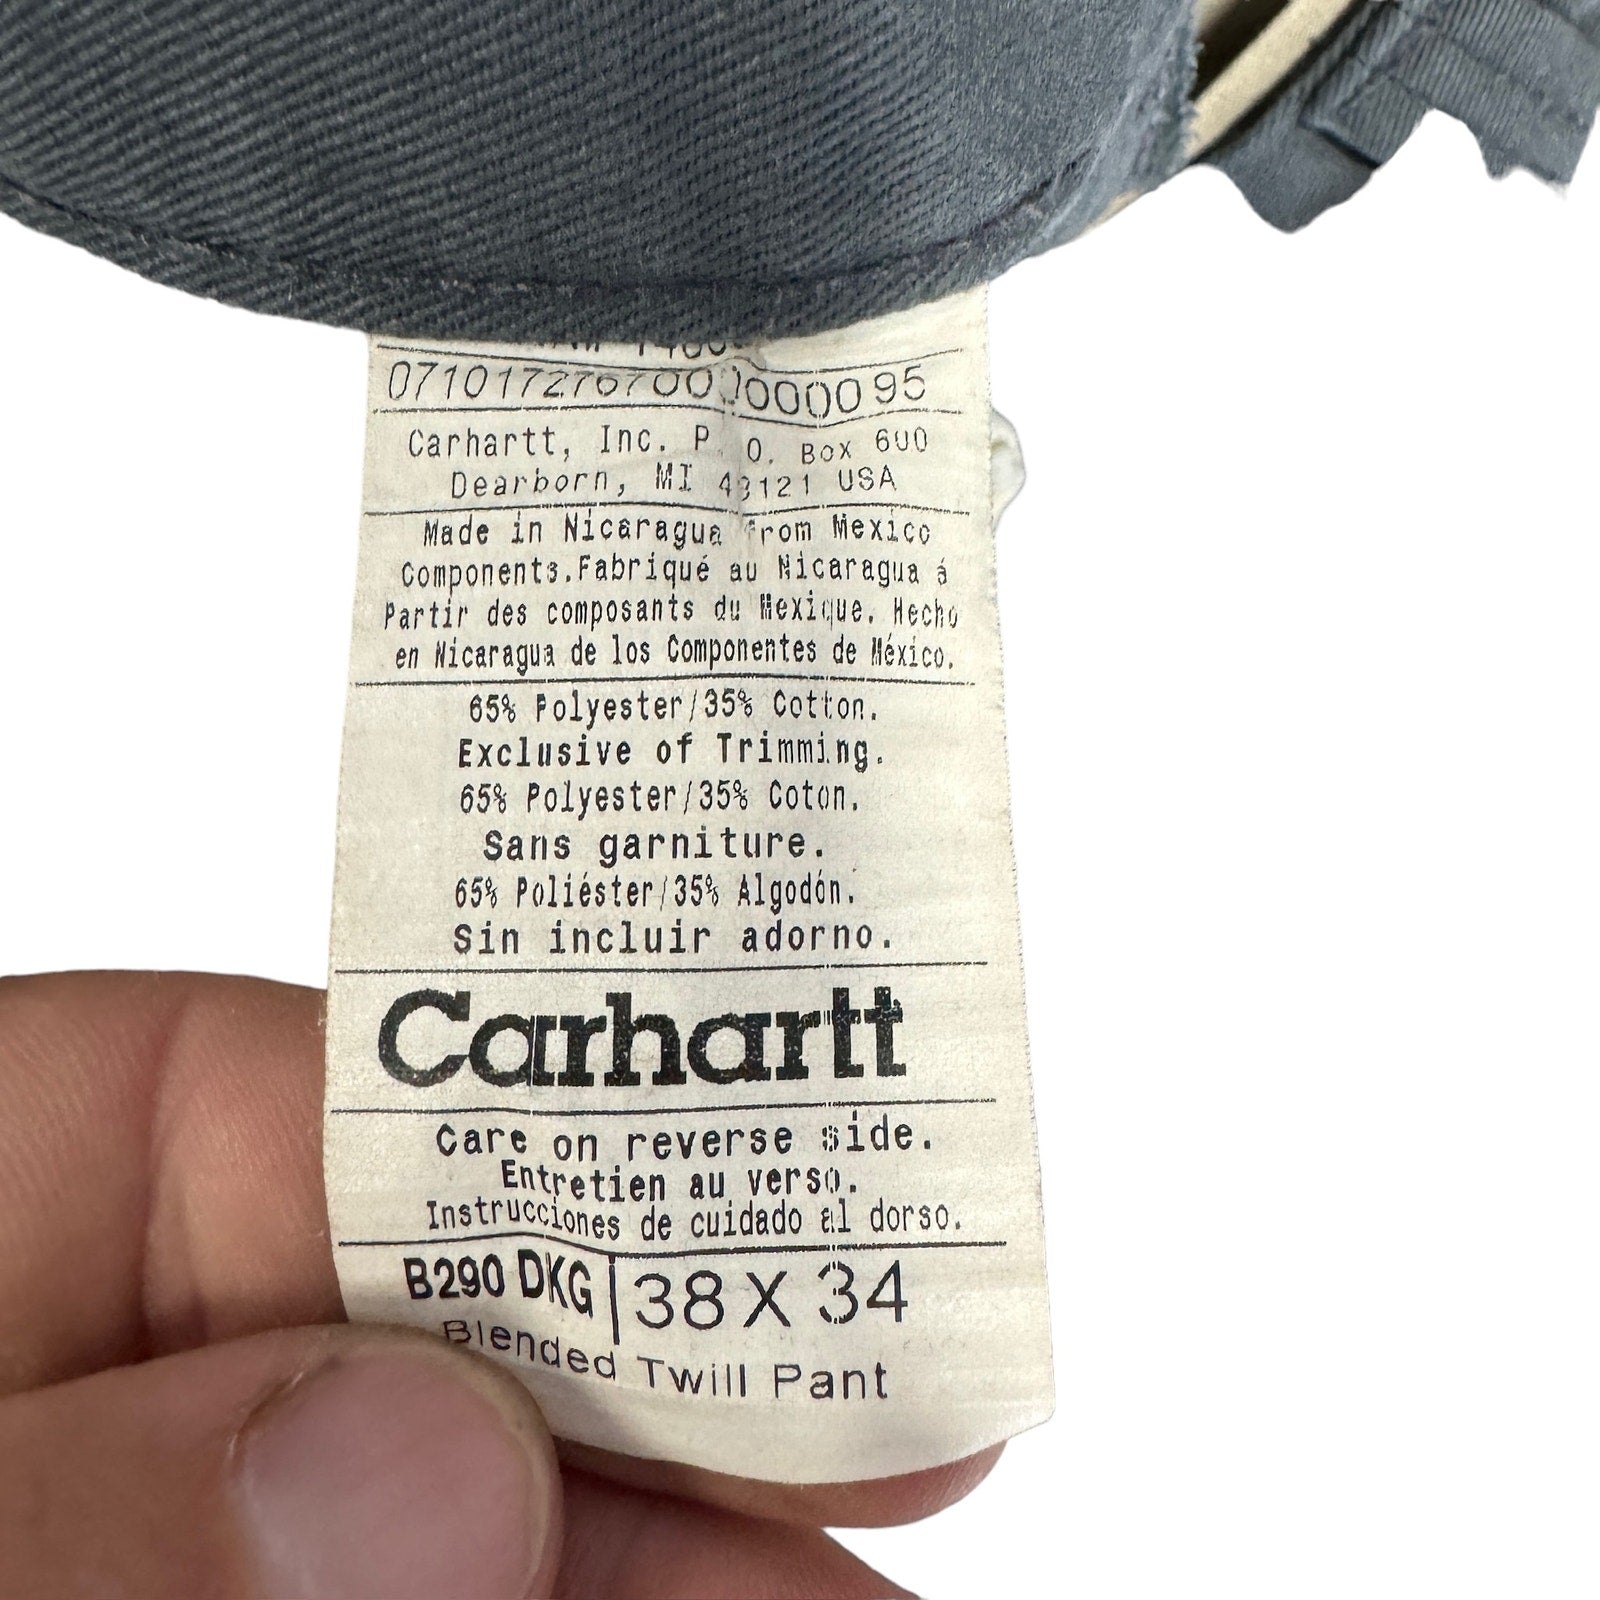 0710172767000000095
Carhartt, Inc. P. O. Box 600
Dearborn, MI 48121 USA
Made in Nicaragua from Mexico
Components.Fabriqué au Nicaragua á
Partir des composants du Mexique. Hecho
en Nicaragua de los Componentes de México.
65% Polyester/35% Cotton.
Exclusive of Trimming.
65% Polyester/35% Coton.
Sans garniture.
65% Poliéster/35% Algodón.
Sin incluir adorno.
Carhartt
Care on reverse side.
Entretien au verso.
Instrucciones de cuidado al dorso.
B290 DKG | 38 X 34
Blended Twill Pant